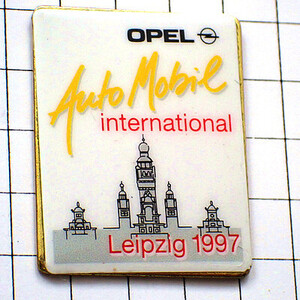 OPEL
Auto Mobil
international
Leipzig 1997